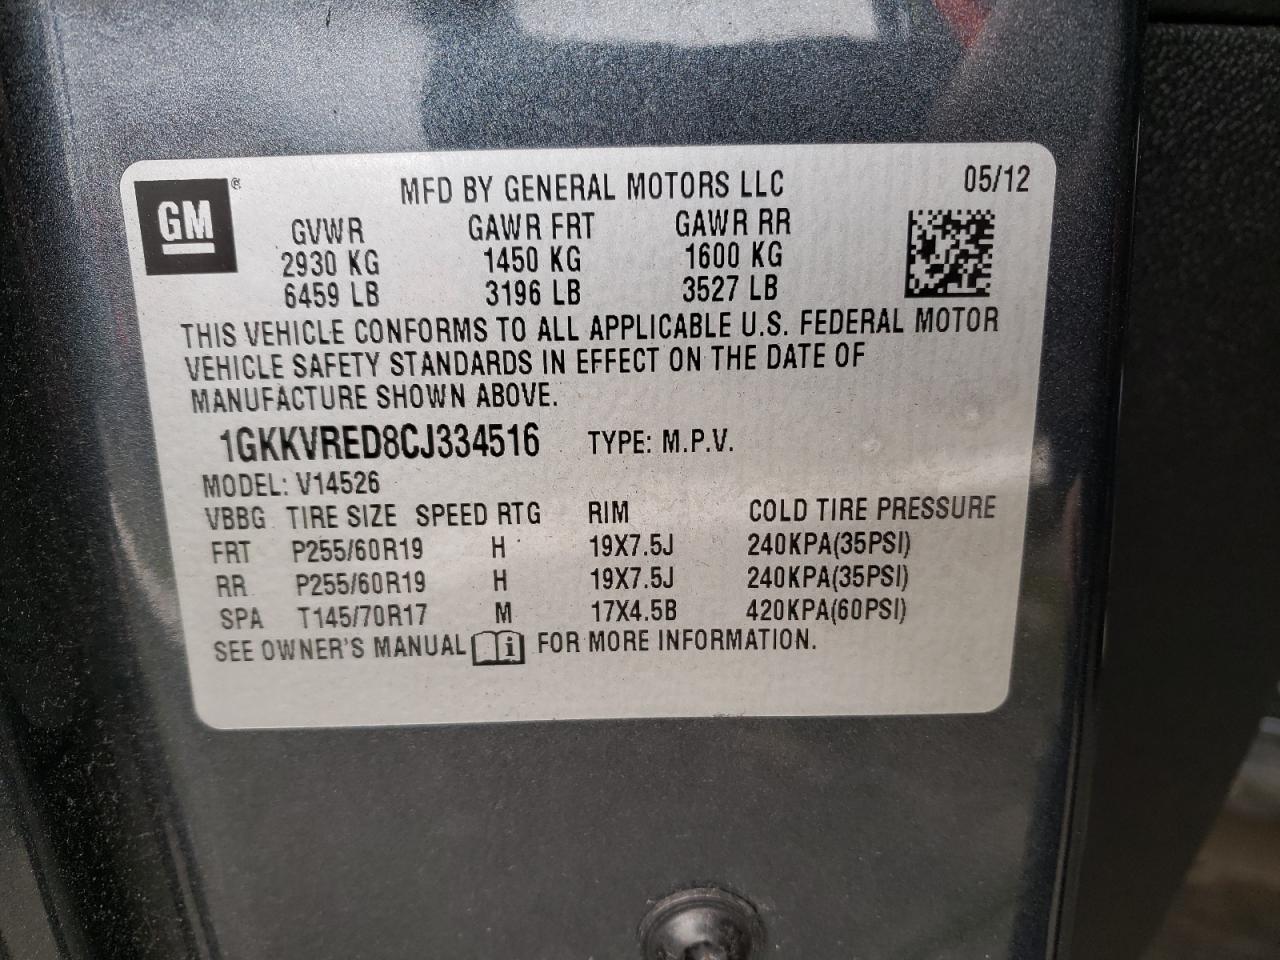 GM ® MFD BY GENERAL MOTORS LLC 05/12
GVWR GAWR FRT GAWR RR
2930 KG 1450 KG 1600 KG
6459 LB 3196 LB 3527 LB
THIS VEHICLE CONFORMS TO ALL APPLICABLE U.S. FEDERAL MOTOR
VEHICLE SAFETY STANDARDS IN EFFECT ON THE DATE OF
MANUFACTURE SHOWN ABOVE.
1GKKVRED8CJ334516 TYPE: M.P.V.
MODEL: V14526
VBBG TIRE SIZE SPEED RTG RIM COLD TIRE PRESSURE
FRT P255/60R19 H 19X7.5J 240KPA(35PSI)
RR P255/60R19 H 19X7.5J 240KPA(35PSI)
SPA T145/70R17 M 17X4.5B 420KPA(60PSI)
SEE OWNER'S MANUAL i FOR MORE INFORMATION.